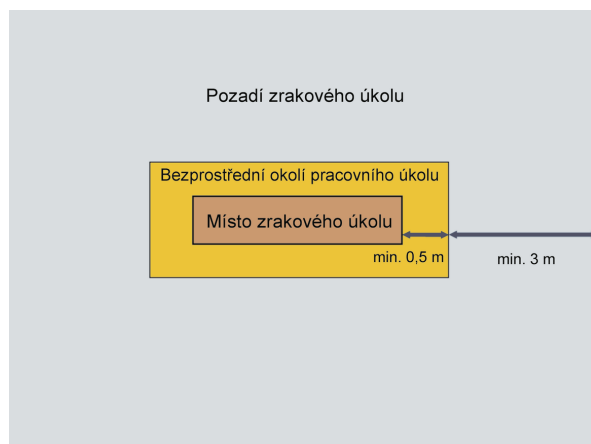 Pozadí zrakového úkolu
Bezprostřední okolí pracovního úkolu
Místo zrakového úkolu
min. 0,5 m
min. 3 m